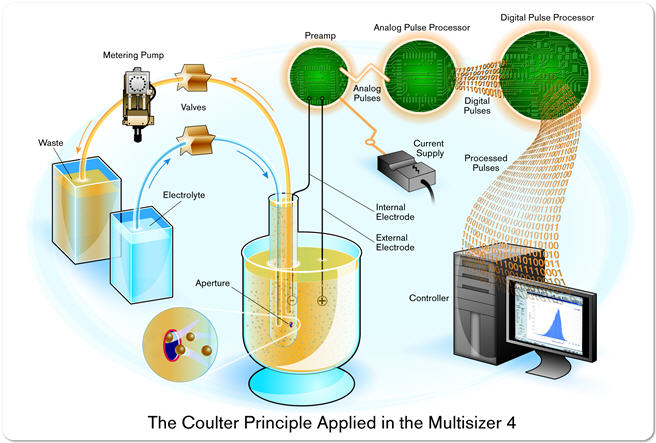 Digital Pulse Processor
Analog Pulse Processor
Preamp
Metering Pump
Valves
Analog
Pulses
Digital
Pulses
Waste
Current
Supply
Processed
Pulses
Electrolyte
Internal
Electrode
External
Electrode
Aperture
Controller
The Coulter Principle Applied in the Multisizer 4